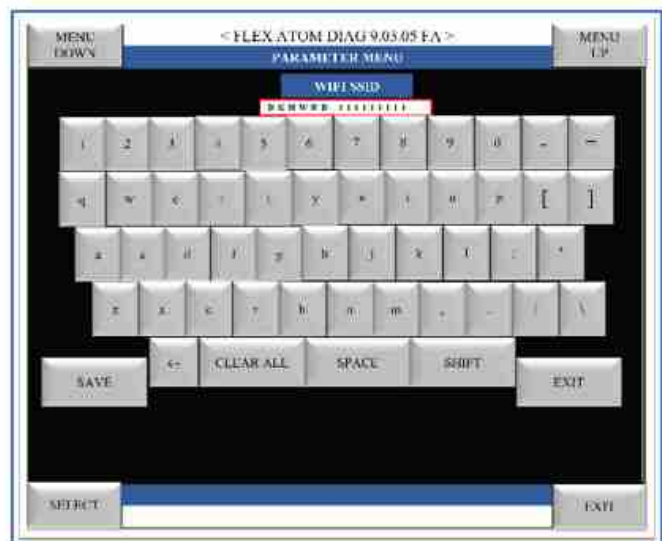 MENU DOWN
< FLEX ATOM DIAG 9.03.05 FA >
MENU UP
PARAMETER MENU
WIFI SSID
1 2 3 4 5 6 7 8 9 0 - =
q w e r t y u i o p [ ]
a s d f g h j k l ; '
z x c v b n m , . / \
SAVE
<- CLEAR ALL SPACE SHIFT
EXIT
SELECT
EXIT